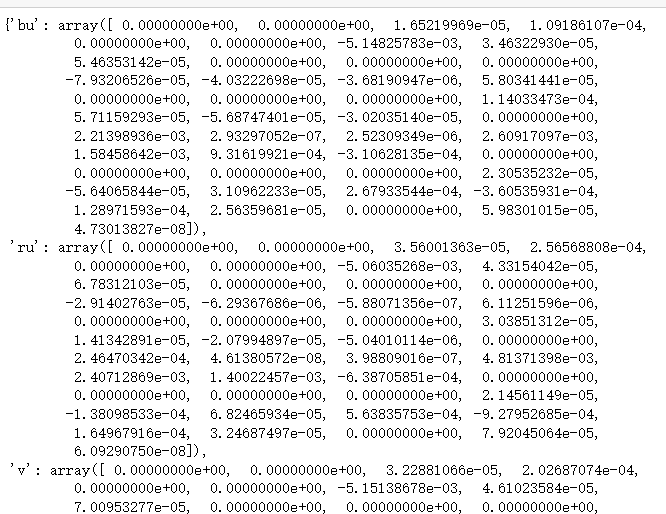 {'bu': array([ 0.00000000e+00,  0.00000000e+00,  1.65219969e-05,  1.09186107e-04,
0.00000000e+00,  0.00000000e+00, -5.14825783e-03,  3.46322930e-05,
5.46353142e-05,  0.00000000e+00,  0.00000000e+00,  0.00000000e+00,
-7.93206526e-05, -4.03222698e-05, -3.68190947e-06,  5.80341441e-05,
0.00000000e+00,  0.00000000e+00,  0.00000000e+00,  1.14033473e-04,
5.71159293e-05, -5.68747401e-05, -3.02035140e-05,  0.00000000e+00,
2.21398936e-03,  2.93297052e-07,  2.52309349e-06,  2.60917097e-03,
1.58458642e-03,  9.31619921e-04, -3.10628135e-04,  0.00000000e+00,
0.00000000e+00,  0.00000000e+00,  0.00000000e+00,  2.30535232e-05,
-5.64065844e-05,  3.10962233e-05,  2.67933544e-04, -3.60535931e-04,
1.28971593e-04,  2.56359681e-05,  0.00000000e+00,  5.98301015e-05,
4.73013827e-08]),
'ru': array([ 0.00000000e+00,  0.00000000e+00,  3.56001363e-05,  2.56568808e-04,
0.00000000e+00,  0.00000000e+00, -5.06035268e-03,  4.33154042e-05,
6.78312103e-05,  0.00000000e+00,  0.00000000e+00,  0.00000000e+00,
-2.91402763e-05, -6.29367686e-06, -5.88071356e-07,  6.11251596e-06,
0.00000000e+00,  0.00000000e+00,  0.00000000e+00,  3.03851312e-05,
1.41342891e-05, -2.07994897e-05, -5.04010114e-06,  0.00000000e+00,
2.46470342e-04,  4.61380572e-08,  3.98809016e-07,  4.81371398e-03,
2.40712869e-03,  1.40022457e-03, -6.38705851e-04,  0.00000000e+00,
0.00000000e+00,  0.00000000e+00,  0.00000000e+00,  2.14561149e-05,
-1.38098533e-04,  6.82465934e-05,  5.63835753e-04, -9.27952685e-04,
1.64967916e-04,  3.24687497e-05,  0.00000000e+00,  7.92045064e-05,
6.09290750e-08]),
'v': array([ 0.00000000e+00,  0.00000000e+00,  3.22881066e-05,  2.02687074e-04,
0.00000000e+00,  0.00000000e+00, -5.15138678e-03,  4.61023584e-05,
7.00953277e-05,  0.00000000e+00,  0.00000000e+00,  0.00000000e+00,